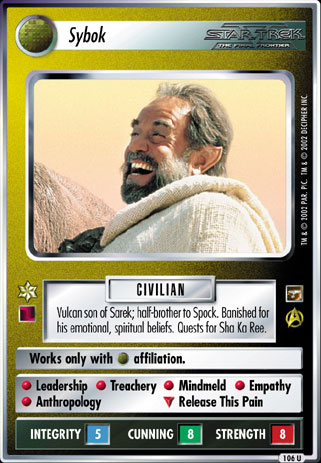 Sybok
STAR TREK V
THE FINAL FRONTIER
TM & © 2002 PAR. PIC. TM & © 2002 DECIPHER INC.
CIVILIAN
Vulcan son of Sarek; half-brother to Spock. Banished for
his emotional, spiritual beliefs. Quests for Sha Ka Ree.
Works only with affiliation.
Leadership Treachery Mindmeld Empathy
Anthropology Release This Pain
INTEGRITY 5 CUNNING 8 STRENGTH 8
106 U